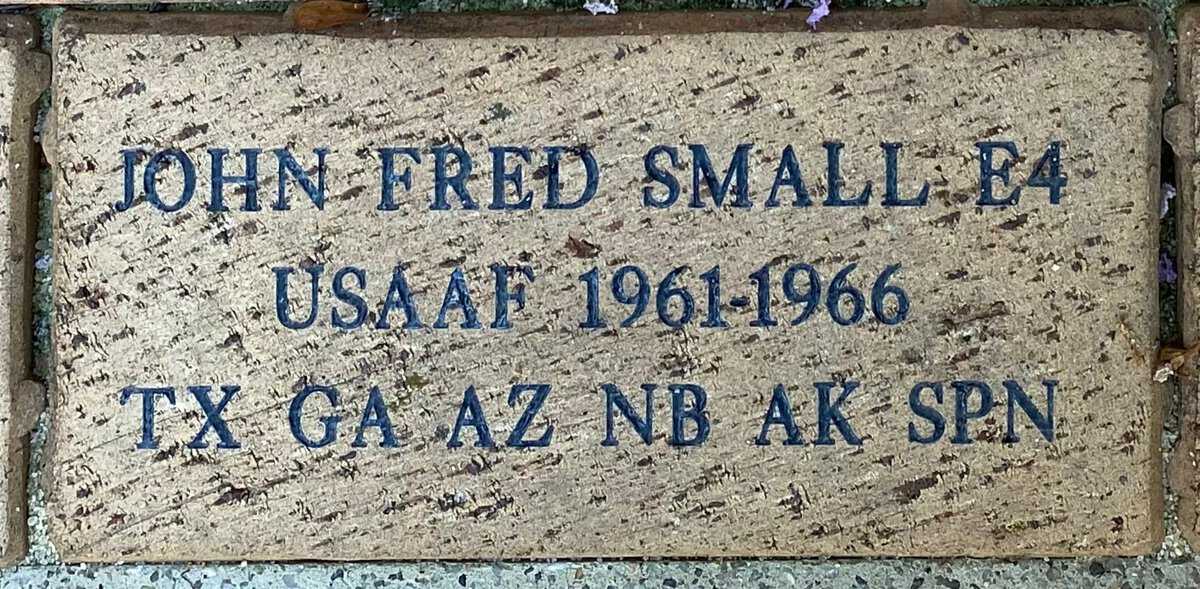 JOHN FRED SMALL E4
USAAF 1961-1966
TX GA AZ NB AK SPN